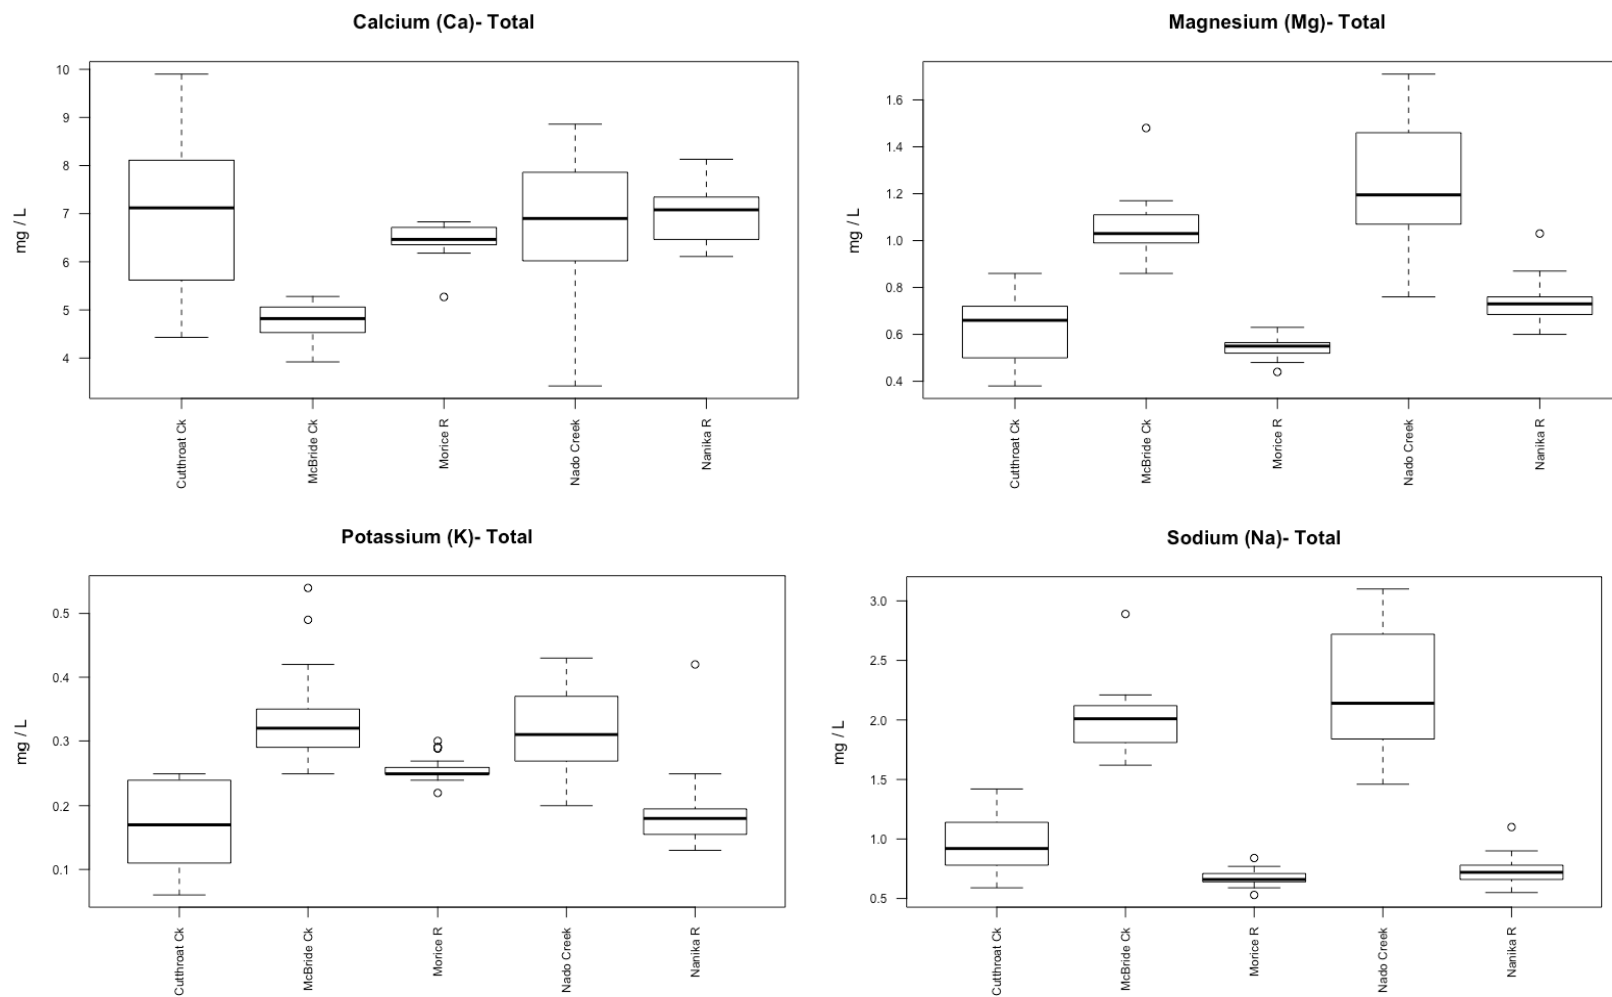 Calcium (Ca)- Total
mg / L
10
9
8
7
6
5
4
Cutthroat Ck
McBride Ck
Morice R
Nado Creek
Nanika R
Magnesium (Mg)- Total
mg / L
1.6
1.4
1.2
1.0
0.8
0.6
0.4
Cutthroat Ck
McBride Ck
Morice R
Nado Creek
Nanika R
Potassium (K)- Total
mg / L
0.5
0.4
0.3
0.2
0.1
Cutthroat Ck
McBride Ck
Morice R
Nado Creek
Nanika R
Sodium (Na)- Total
mg / L
3.0
2.5
2.0
1.5
1.0
0.5
Cutthroat Ck
McBride Ck
Morice R
Nado Creek
Nanika R